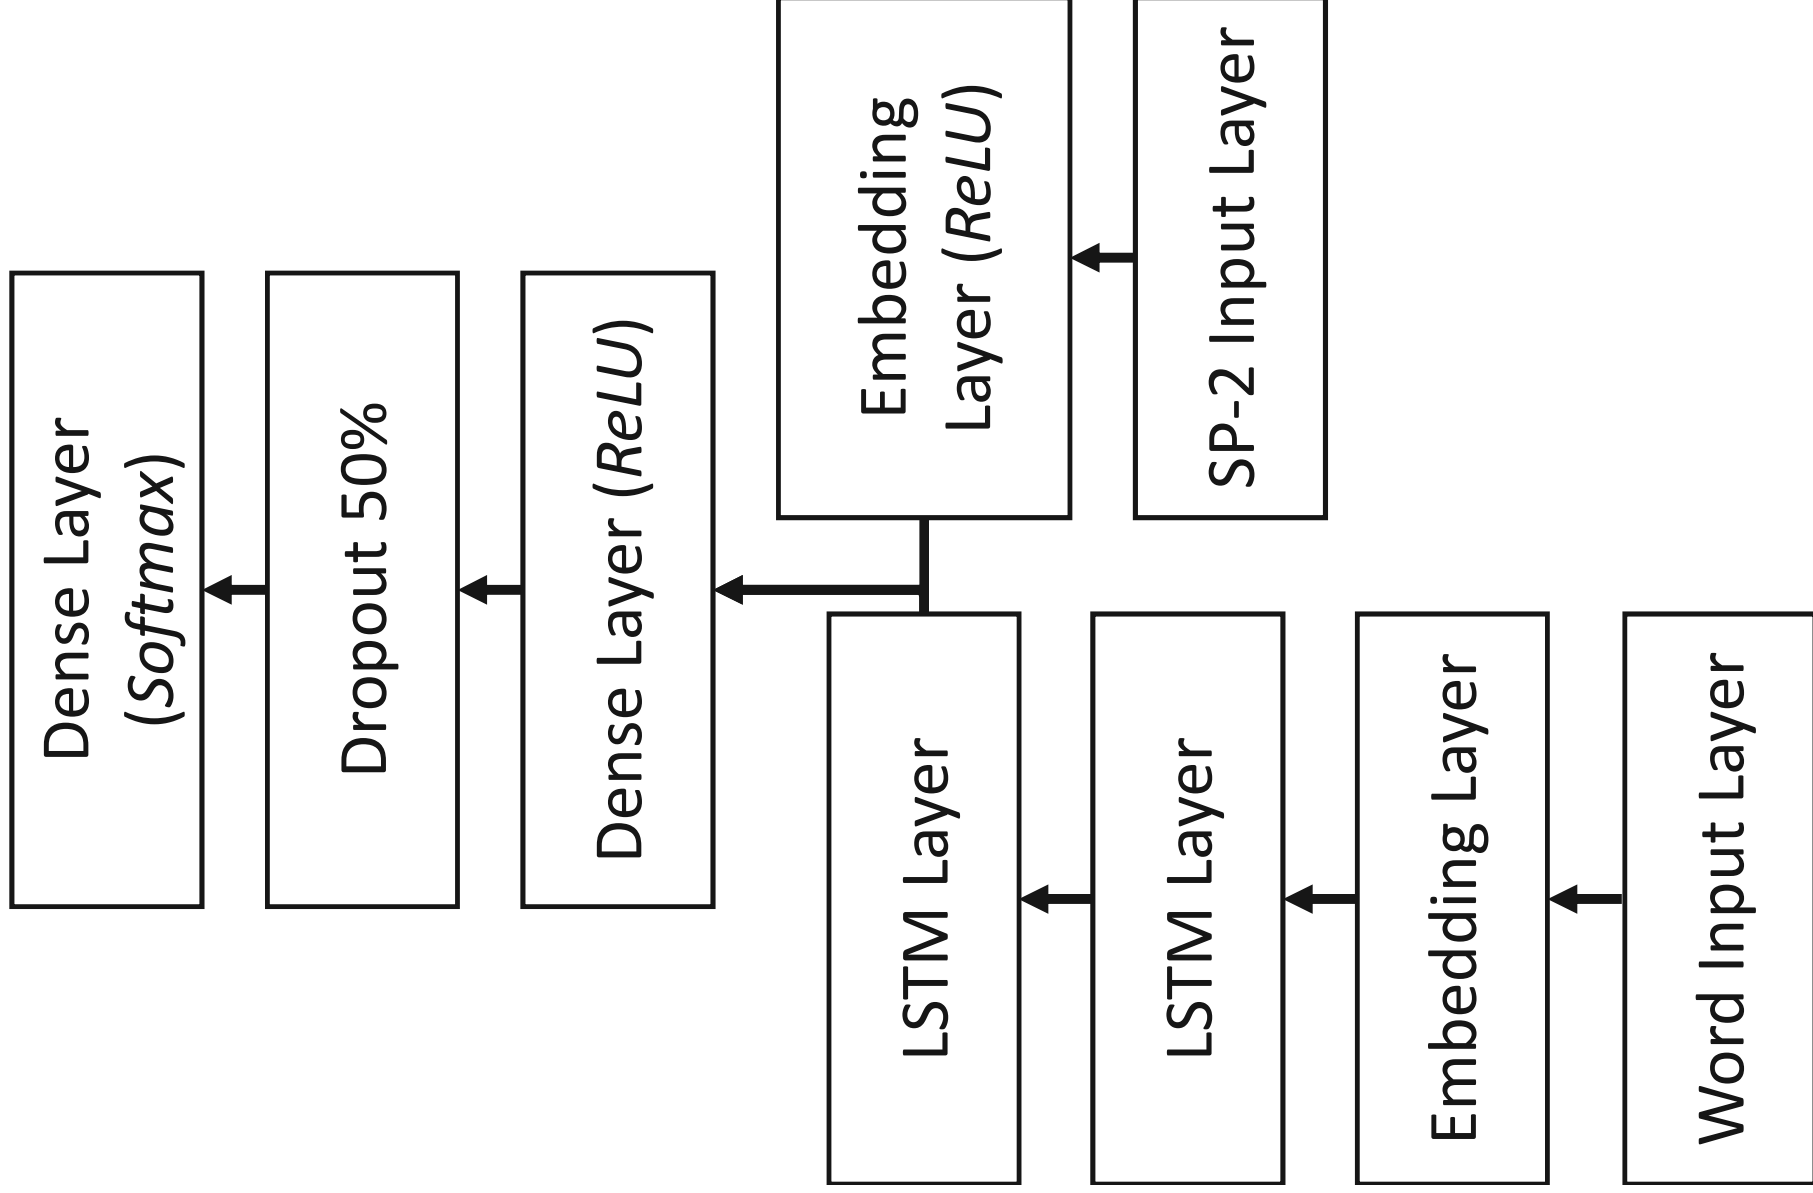 Dense Layer
(Softmax)
Dropout 50%
Dense Layer (ReLU)
LSTM Layer
LSTM Layer
Embedding Layer
Word Input Layer
Embedding
Layer (ReLU)
SP-2 Input Layer